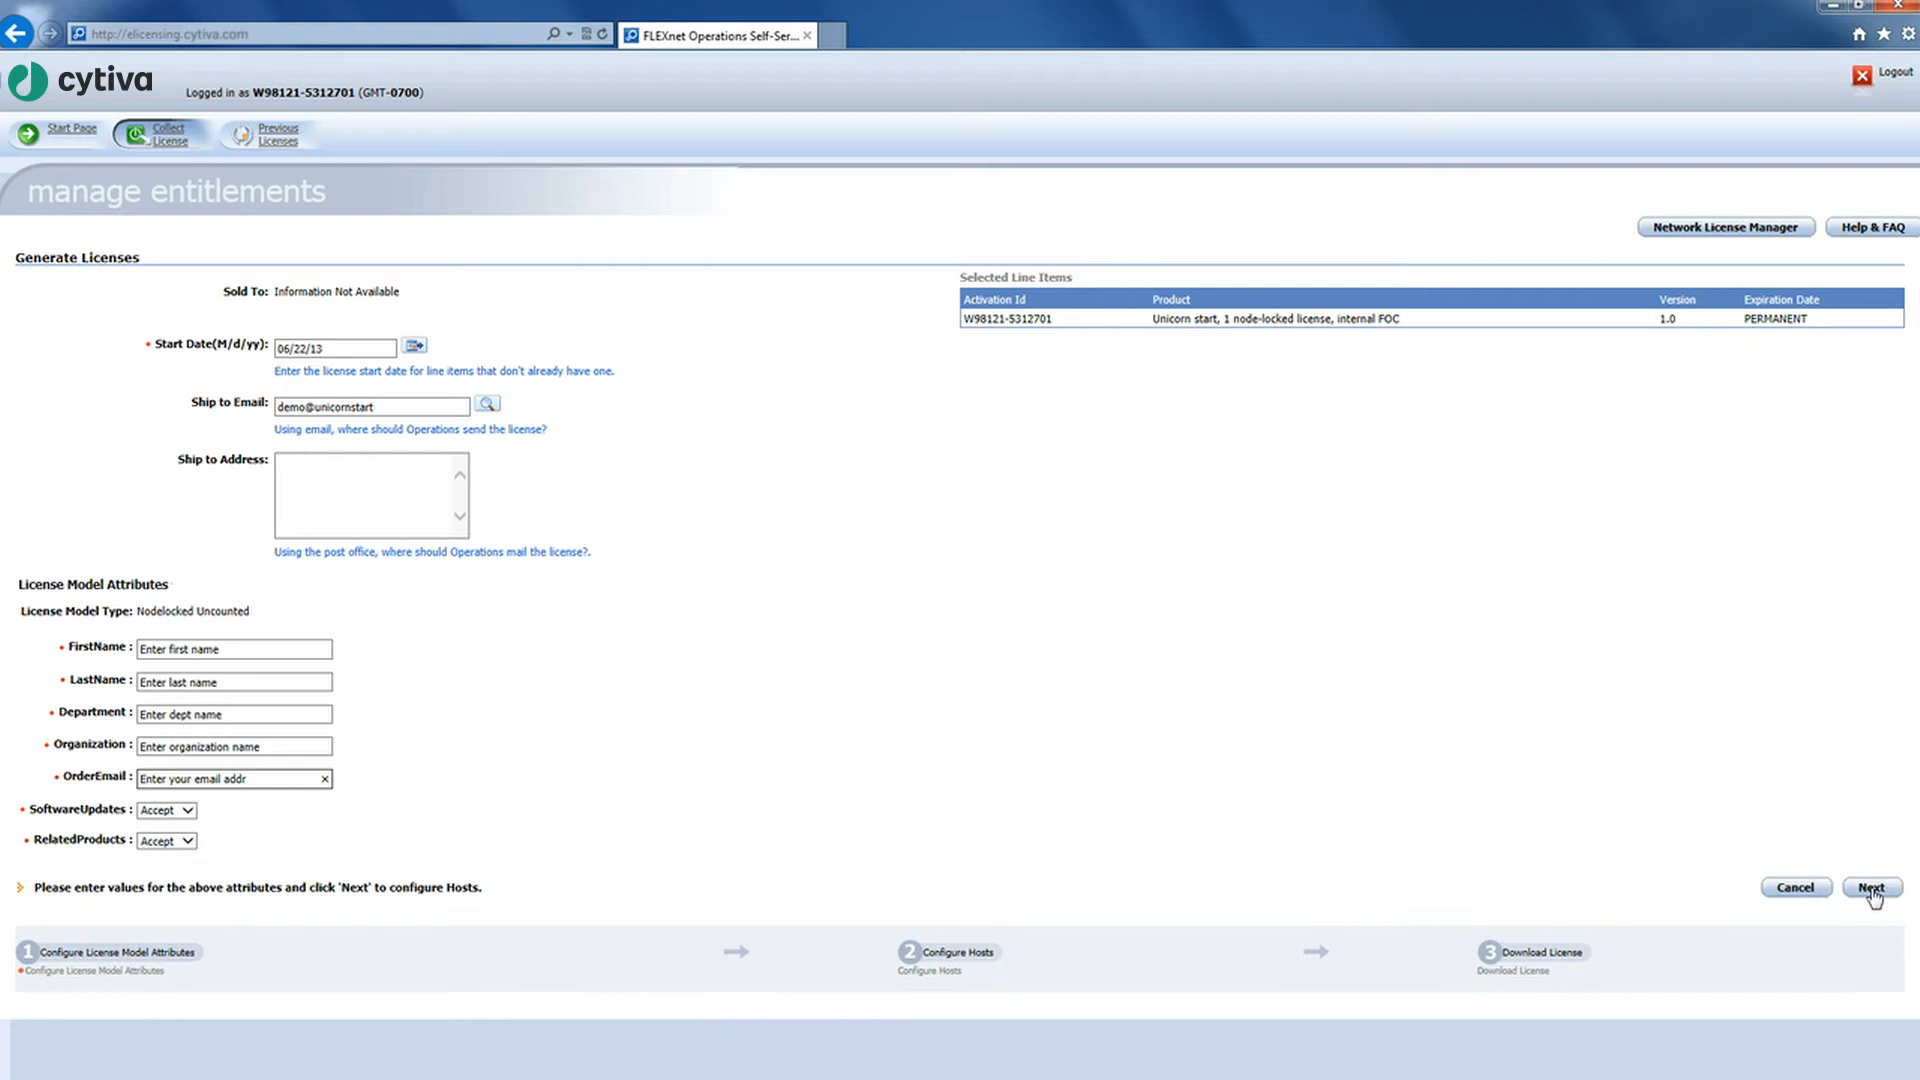 http://elicensing.cytiva.com
FLEXnet Operations Self-Ser...
cytiva
Logged in as W98121-5312701 (GMT-0700)
Logout
Start Page
Collect License
Previous Licenses
manage entitlements
Network License Manager
Help & FAQ
Generate Licenses
Sold To: Information Not Available
Selected Line Items
Activation Id Product Version Expiration Date
W98121-5312701 Unicorn start, 1 node-locked license, internal FOC 1.0 PERMANENT
* Start Date(M/d/yy): 06/22/13
Enter the license start date for line items that don't already have one.
Ship to Email: demo@unicornstart
Using email, where should Operations send the license?
Ship to Address:
Using the post office, where should Operations mail the license?.
License Model Attributes
License Model Type: Nodelocked Uncounted
* FirstName : Enter first name
* LastName : Enter last name
* Department : Enter dept name
* Organization : Enter organization name
* OrderEmail : Enter your email addr
* SoftwareUpdates : Accept
* RelatedProducts : Accept
Please enter values for the above attributes and click 'Next' to configure Hosts.
Cancel
Next
1 Configure License Model Attributes
*Configure License Model Attributes
2 Configure Hosts
Configure Hosts
3 Download License
Download License